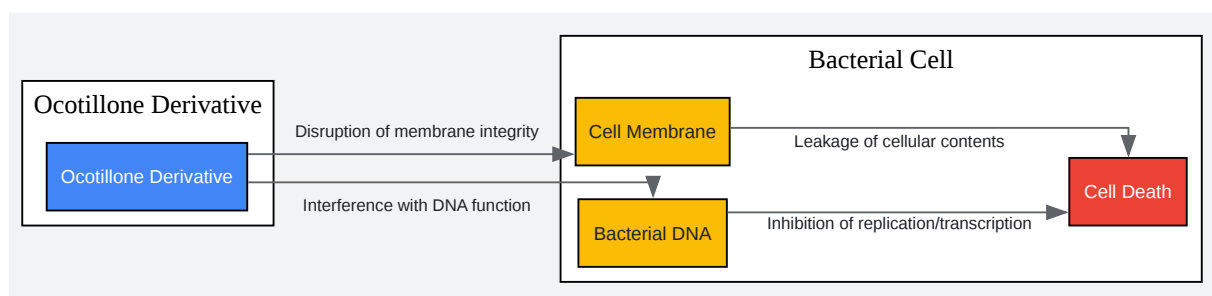 Bacterial Cell
Ocotillone Derivative
Disruption of membrane integrity
Cell Membrane
Leakage of cellular contents
Ocotillone Derivative
Cell Death
Interference with DNA function
Bacterial DNA
Inhibition of replication/transcription